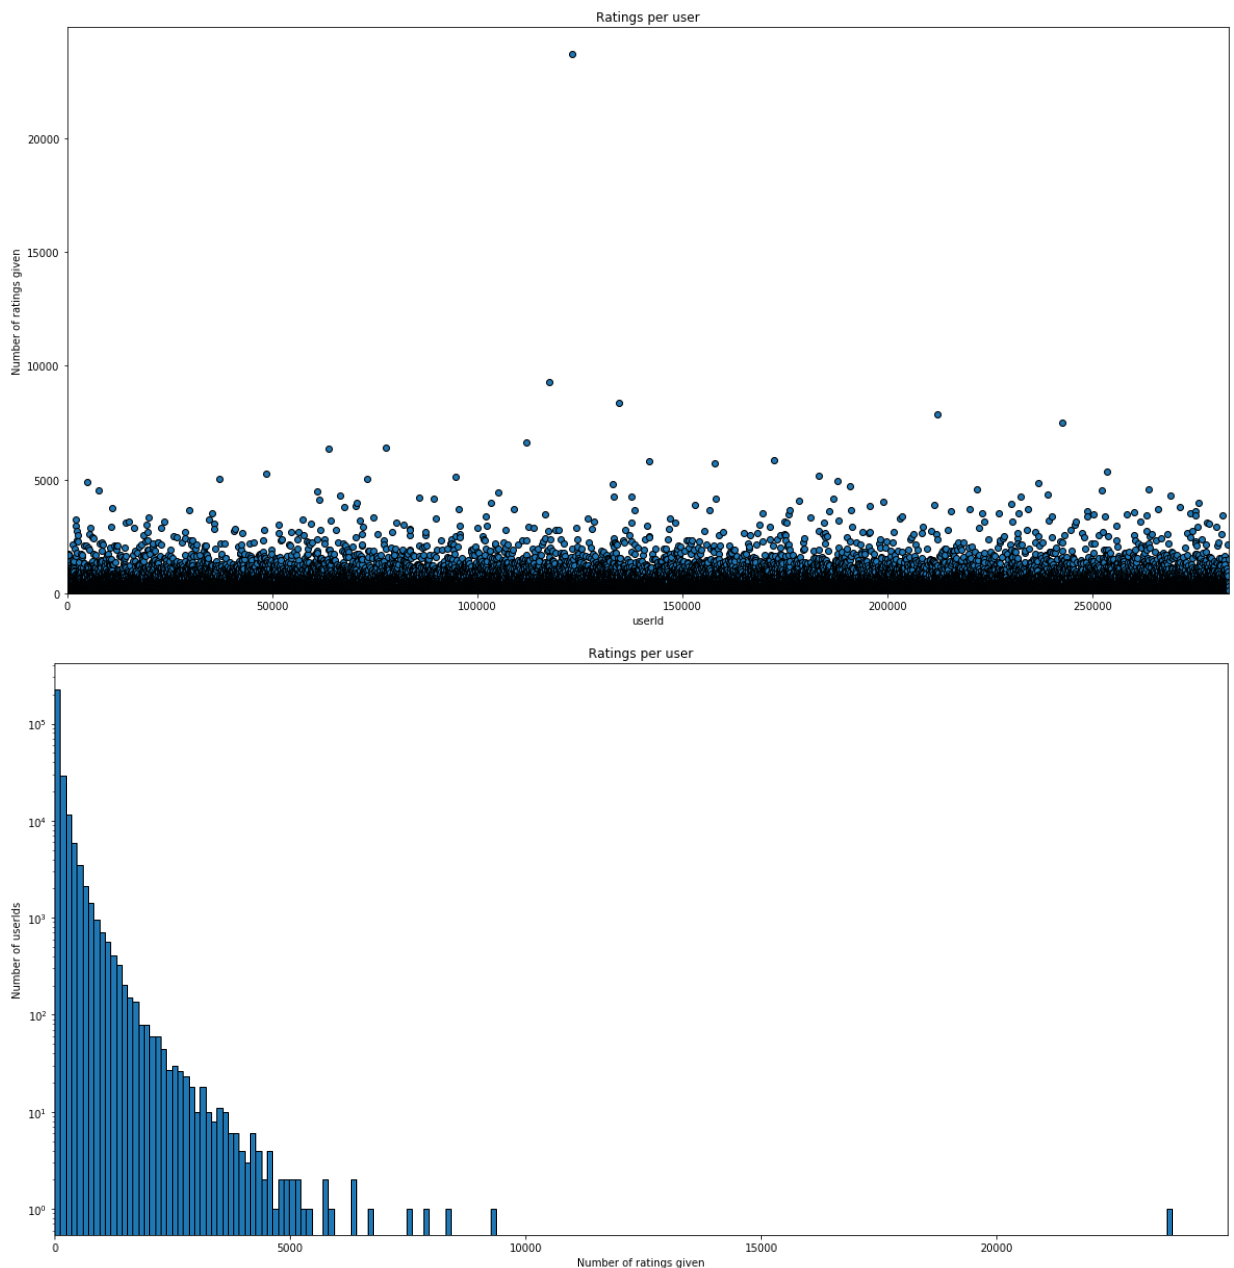 Ratings per user
Number of ratings given
20000
15000
10000
5000
0
0 50000 100000 150000 200000 250000
userId
Ratings per user
Number of userIds
10^5
10^4
10^3
10^2
10^1
10^0
0 5000 10000 15000 20000
Number of ratings given